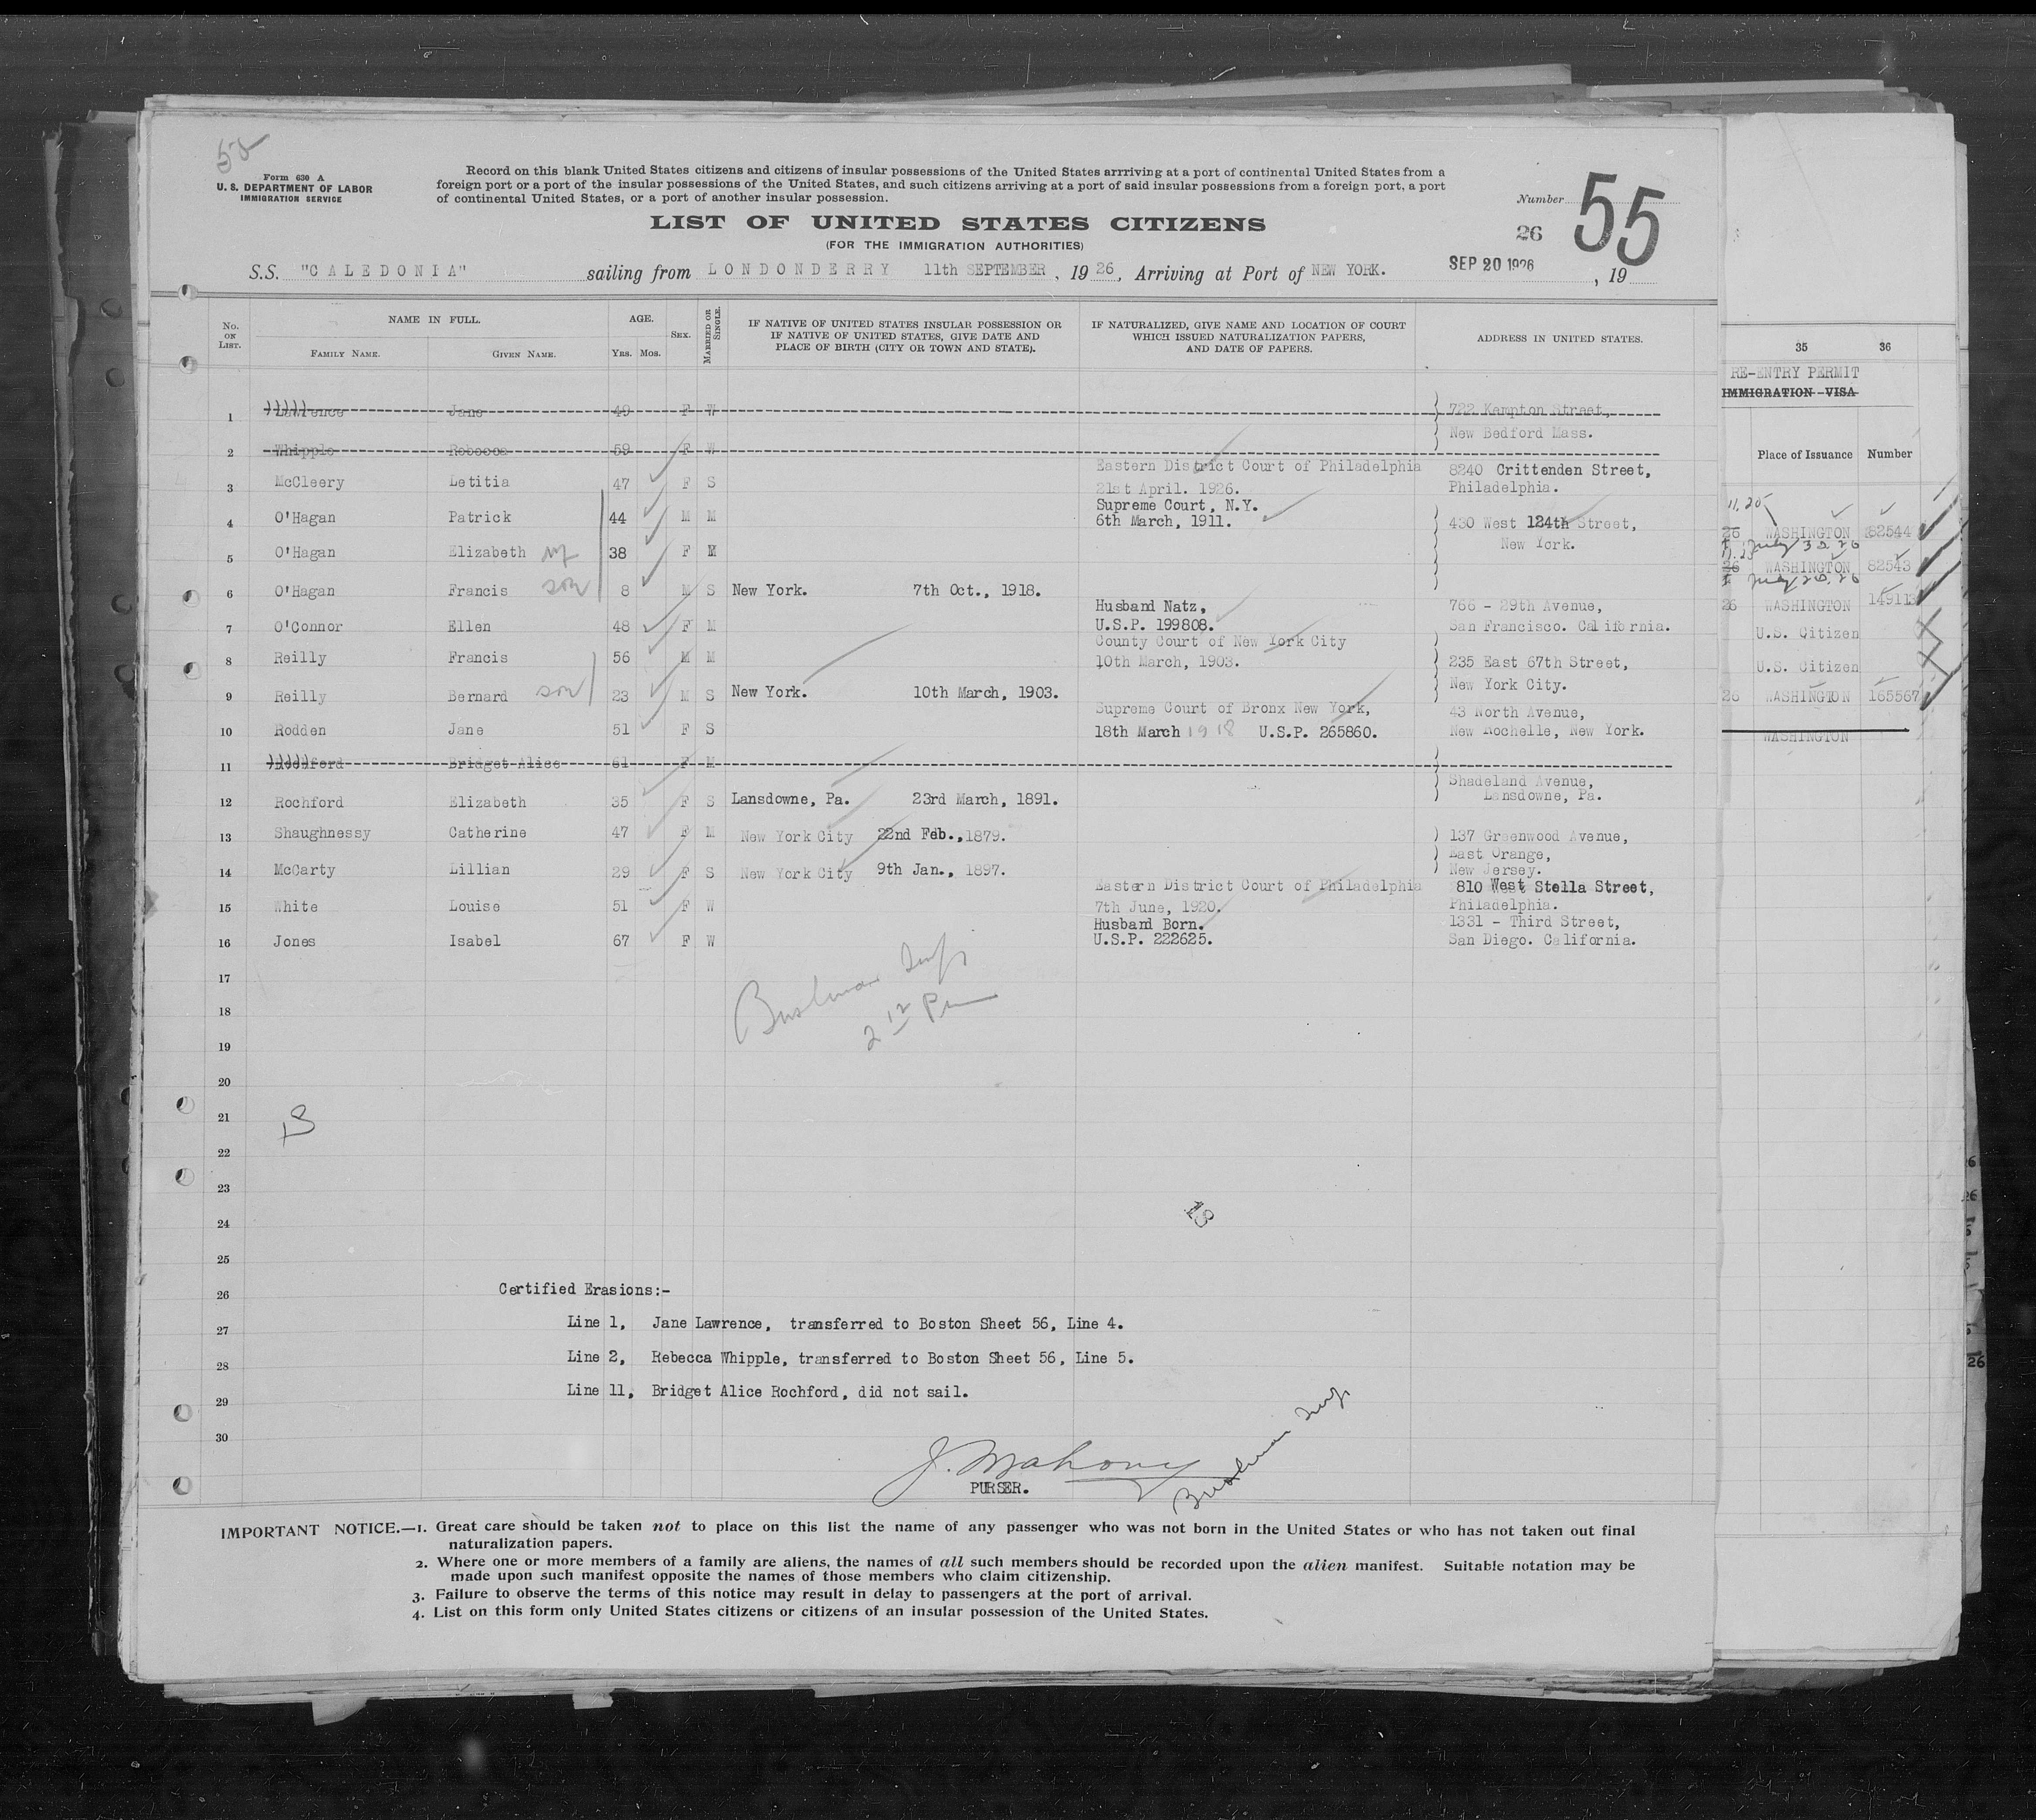 58
Form 630 A
U. S. DEPARTMENT OF LABOR
IMMIGRATION SERVICE
Record on this blank United States citizens and citizens of insular possessions of the United States arrriving at a port of continental United States from a
foreign port or a port of the insular possessions of the United States, and such citizens arriving at a port of said insular possessions from a foreign port, a port
of continental United States, or a port of another insular possession.
Number 55
LIST OF UNITED STATES CITIZENS
(FOR THE IMMIGRATION AUTHORITIES)
26
S.S. "CALEDONIA" sailing from LONDONDERRY 11th SEPTEMBER, 1926, Arriving at Port of NEW YORK. SEP 20 1926, 19
No. ON LIST.
NAME IN FULL.
FAMILY NAME. GIVEN NAME.
AGE.
YRS. MOS.
SEX.
MARRIED OR SINGLE.
IF NATIVE OF UNITED STATES INSULAR POSSESSION OR
IF NATIVE OF UNITED STATES, GIVE DATE AND
PLACE OF BIRTH (CITY OR TOWN AND STATE).
IF NATURALIZED, GIVE NAME AND LOCATION OF COURT
WHICH ISSUED NATURALIZATION PAPERS,
AND DATE OF PAPERS.
ADDRESS IN UNITED STATES.
1 Lawrence Jane 49 F W 722 Kempton Street,
New Bedford Mass.
2 Whipple Rebecca 59 F W
Eastern District Court of Philadelphia 8240 Crittenden Street,
3 McCleery Letitia 47 F S 21st April. 1926. Philadelphia.
Supreme Court, N.Y.
4 O'Hagan Patrick 44 M M 6th March, 1911. 430 West 124th Street,
New York.
5 O'Hagan Elizabeth wf 38 F M
6 O'Hagan Francis son 8 M S New York. 7th Oct., 1918.
Husband Natz, 766 - 29th Avenue,
7 O'Connor Ellen 48 F M U.S.P. 199808. San Francisco. California.
County Court of New York City
8 Reilly Francis 56 M M 10th March, 1903. 235 East 67th Street,
New York City.
9 Reilly Bernard son 23 M S New York. 10th March, 1903.
Supreme Court of Bronx New York, 43 North Avenue,
10 Rodden Jane 51 F S 18th March 1918 U.S.P. 265860. New Rochelle, New York.
11 Rochford Bridget Alice 61 F M
Shadeland Avenue,
Lansdowne, Pa.
12 Rochford Elizabeth 35 F S Lansdowne, Pa. 23rd March, 1891.
13 Shaughnessy Catherine 47 F M New York City 22nd Feb., 1879. 137 Greenwood Avenue,
East Orange,
New Jersey.
14 McCarty Lillian 29 F S New York City 9th Jan., 1897.
Eastern District Court of Philadelphia 810 West Stella Street,
15 White Louise 51 F W 7th June, 1920. Philadelphia.
Husband Born. 1331 - Third Street,
16 Jones Isabel 67 F W U.S.P. 222625. San Diego. California.
17
18
2 12 Pm
19
20
21
22
23
24
13
25
26
Certified Erasions:-
27 Line 1, Jane Lawrence, transferred to Boston Sheet 56, Line 4.
28 Line 2, Rebecca Whipple, transferred to Boston Sheet 56, Line 5.
29 Line 11, Bridget Alice Rochford, did not sail.
30
J. Mahony
PURSER.
IMPORTANT NOTICE.—1. Great care should be taken not to place on this list the name of any passenger who was not born in the United States or who has not taken out final
naturalization papers.
2. Where one or more members of a family are aliens, the names of all such members should be recorded upon the alien manifest. Suitable notation may be
made upon such manifest opposite the names of those members who claim citizenship.
3. Failure to observe the terms of this notice may result in delay to passengers at the port of arrival.
4. List on this form only United States citizens or citizens of an insular possession of the United States.
35 36
RE-ENTRY PERMIT
IMMIGRATION VISA
Place of Issuance Number
26 WASHINGTON 82544
26 WASHINGTON 82543
26 WASHINGTON 149113
U.S. Citizen
U.S. Citizen
26 WASHINGTON 165567
WASHINGTON